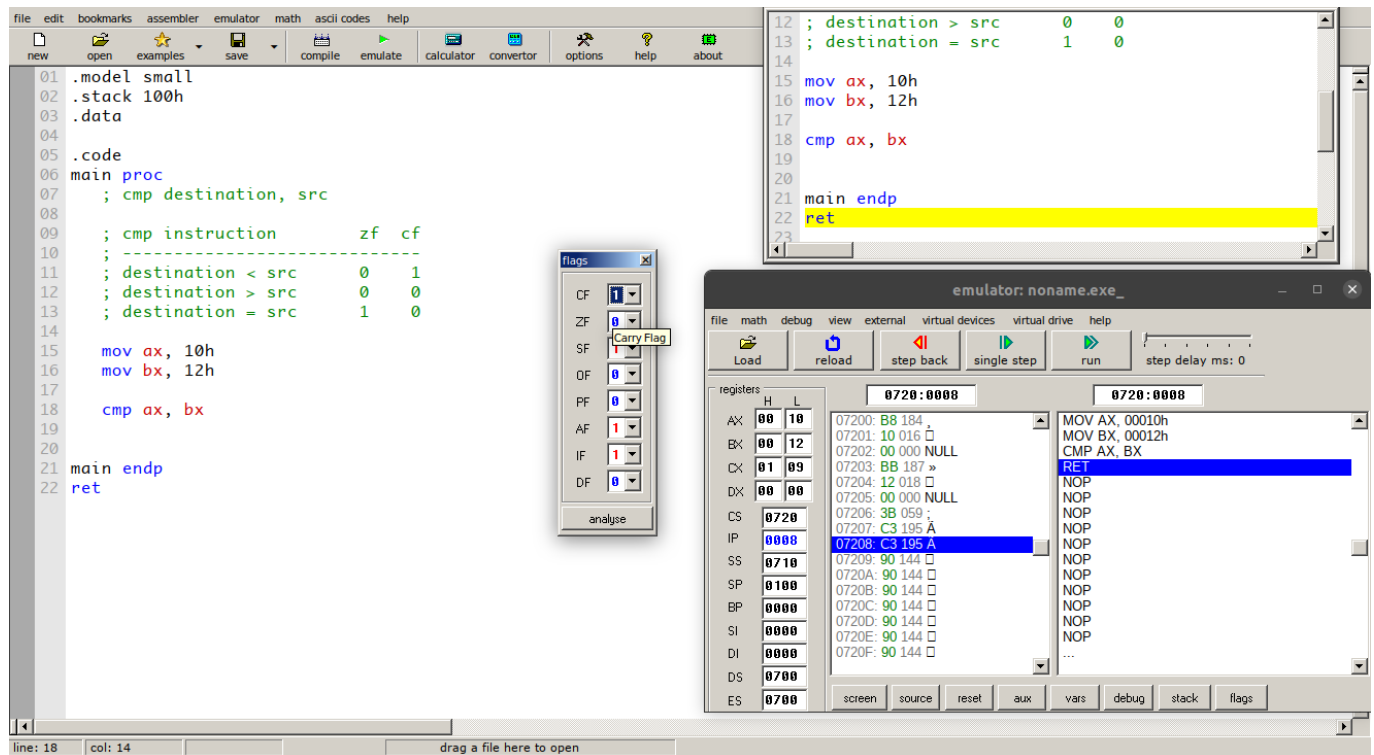 file edit bookmarks assembler emulator math ascii codes help
new open examples save compile emulate calculator convertor options help about
01 .model small
02 .stack 100h
03 .data
04
05 .code
06 main proc
07 ; cmp destination, src
08
09 ; cmp instruction zf cf
10 ; ------------------------------
11 ; destination < src 0 1
12 ; destination > src 0 0
13 ; destination = src 1 0
14
15 mov ax, 10h
16 mov bx, 12h
17
18 cmp ax, bx
19
20
21 main endp
22 ret
flags
CF 1
ZF 0
Carry Flag
SF 1
OF 0
PF 0
AF 1
IF 1
DF 0
analyse
12 ; destination > src 0 0
13 ; destination = src 1 0
14
15 mov ax, 10h
16 mov bx, 12h
17
18 cmp ax, bx
19
20
21 main endp
22 ret
23
emulator: noname.exe_
file math debug view external virtual devices virtual drive help
Load reload step back single step run step delay ms: 0
registers
H L
AX 00 10
BX 00 12
CX 01 09
DX 00 00
CS 0720
IP 0008
SS 0710
SP 0100
BP 0000
SI 0000
DI 0000
DS 0700
ES 0700
0720:0008
07200: B8 184 ¸
07201: 10 016
07202: 00 000 NULL
07203: BB 187 »
07204: 12 018
07205: 00 000 NULL
07206: 3B 059 ;
07207: C3 195 Ã
07208: C3 195 Ã
07209: 90 144
0720A: 90 144
0720B: 90 144
0720C: 90 144
0720D: 90 144
0720E: 90 144
0720F: 90 144
0720:0008
MOV AX, 00010h
MOV BX, 00012h
CMP AX, BX
RET
NOP
NOP
NOP
NOP
NOP
NOP
NOP
NOP
NOP
NOP
NOP
...
screen source reset aux vars debug stack flags
line: 18 col: 14 drag a file here to open